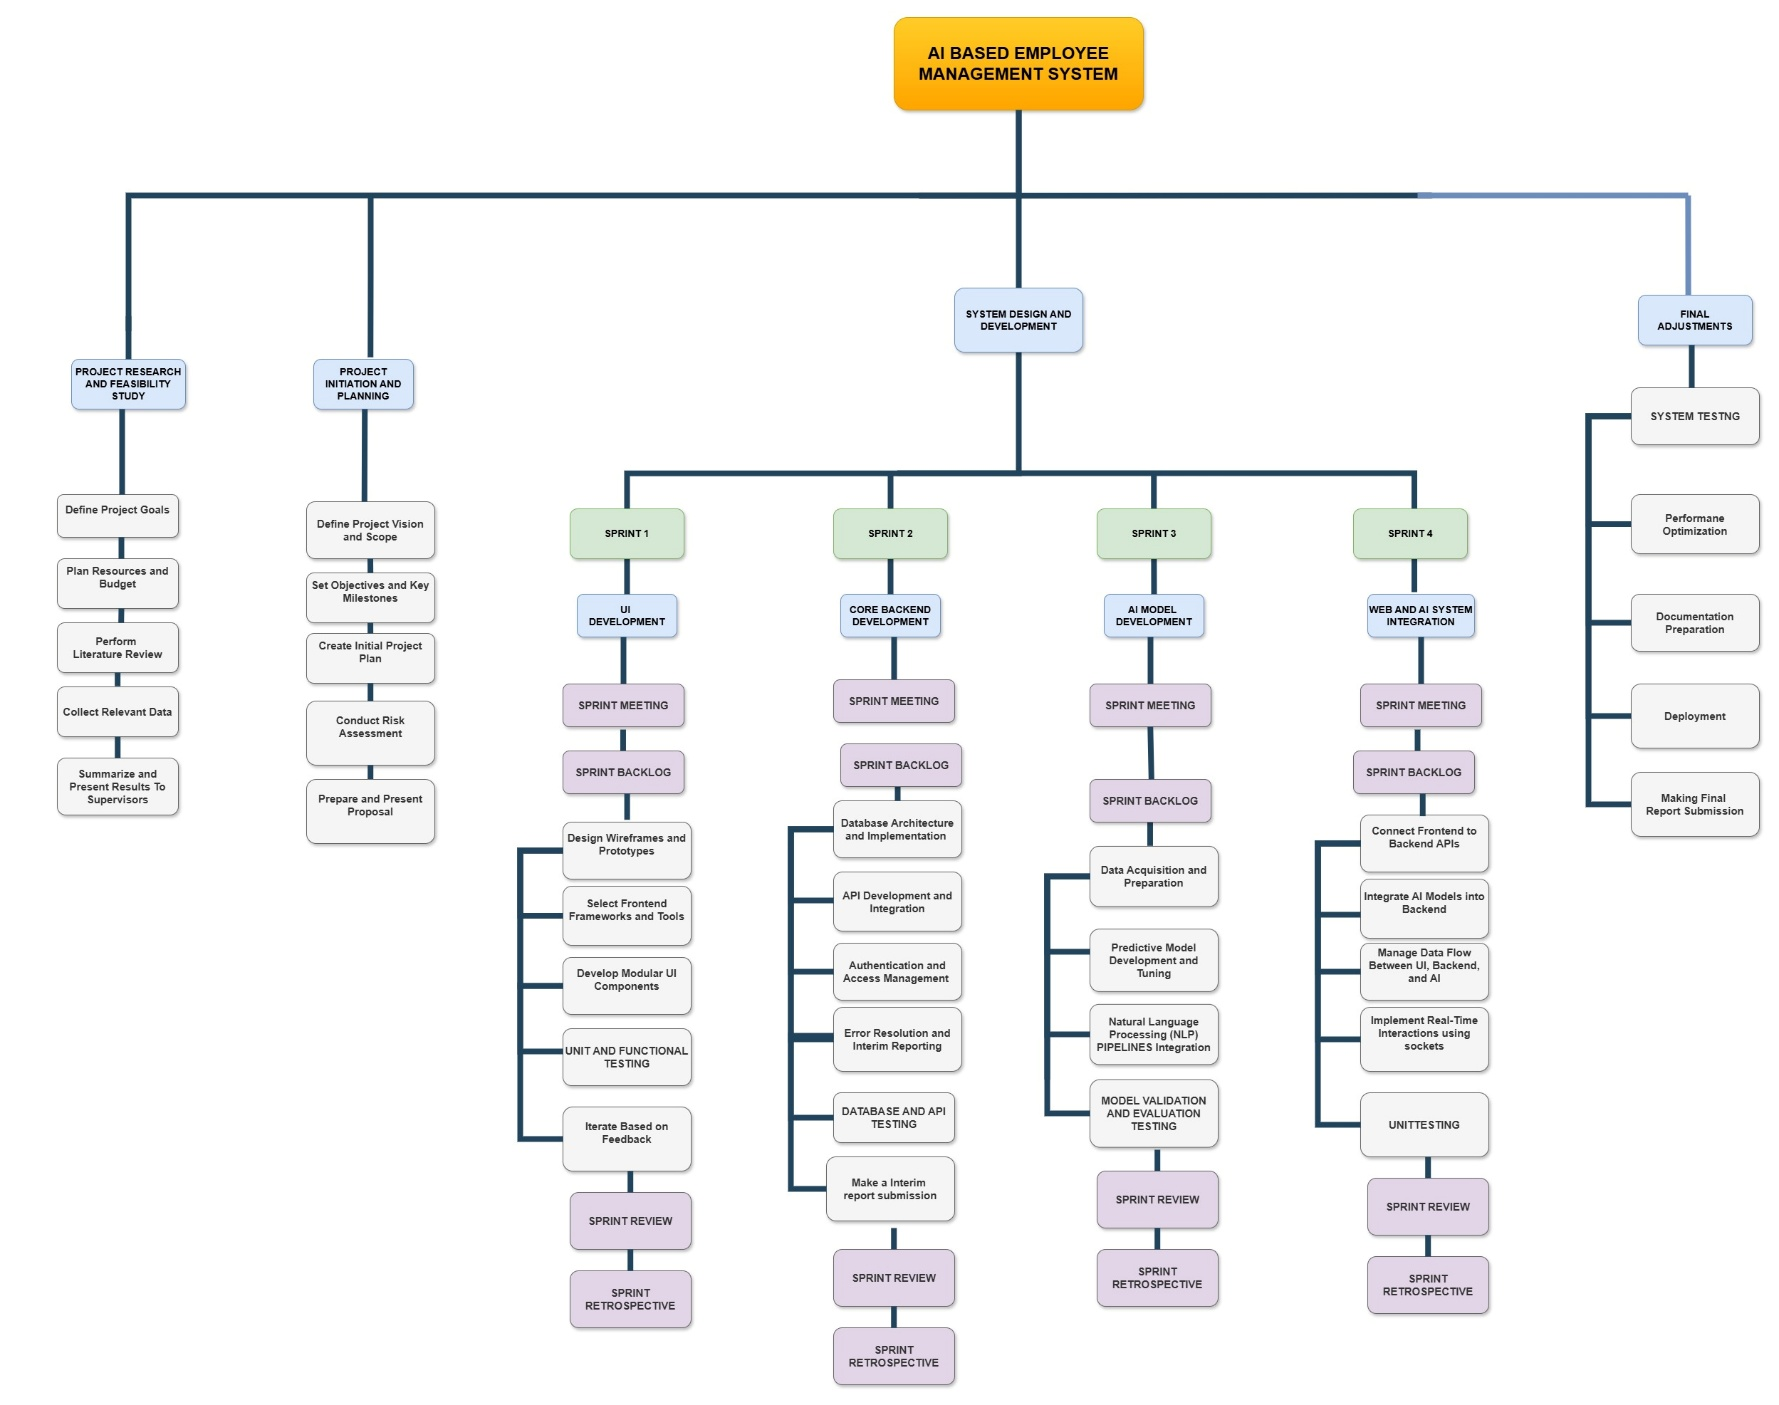 AI BASED EMPLOYEE
MANAGEMENT SYSTEM
PROJECT RESEARCH
AND FEASIBILITY
STUDY
Define Project Goals
Plan Resources and
Budget
Perform
Literature Review
Collect Relevant Data
Summarize and
Present Results To
Supervisors
PROJECT
INITIATION AND
PLANNING
Define Project Vision
and Scope
Set Objectives and Key
Milestones
Create Initial Project
Plan
Conduct Risk
Assessment
Prepare and Present
Proposal
SYSTEM DESIGN AND
DEVELOPMENT
SPRINT 1
UI
DEVELOPMENT
SPRINT MEETING
SPRINT BACKLOG
Design Wireframes and
Prototypes
Select Frontend
Frameworks and Tools
Develop Modular UI
Components
UNIT AND FUNCTIONAL
TESTING
Iterate Based on
Feedback
SPRINT REVIEW
SPRINT
RETROSPECTIVE
SPRINT 2
CORE BACKEND
DEVELOPMENT
SPRINT MEETING
SPRINT BACKLOG
Database Architecture
and Implementation
API Development and
Integration
Authentication and
Access Management
Error Resolution and
Interim Reporting
DATABASE AND API
TESTING
Make a Interim
report submission
SPRINT REVIEW
SPRINT
RETROSPECTIVE
SPRINT 3
AI MODEL
DEVELOPMENT
SPRINT MEETING
SPRINT BACKLOG
Data Acquisition and
Preparation
Predictive Model
Development and
Tuning
Natural Language
Processing (NLP)
PIPELINES Integration
MODEL VALIDATION
AND EVALUATION
TESTING
SPRINT REVIEW
SPRINT
RETROSPECTIVE
SPRINT 4
WEB AND AI SYSTEM
INTEGRATION
SPRINT MEETING
SPRINT BACKLOG
Connect Frontend to
Backend APIs
Integrate AI Models into
Backend
Manage Data Flow
Between UI, Backend,
and AI
Implement Real-Time
Interactions using
sockets
UNITTESTING
SPRINT REVIEW
SPRINT
RETROSPECTIVE
FINAL
ADJUSTMENTS
SYSTEM TESTNG
Performane
Optimization
Documentation
Preparation
Deployment
Making Final
Report Submission